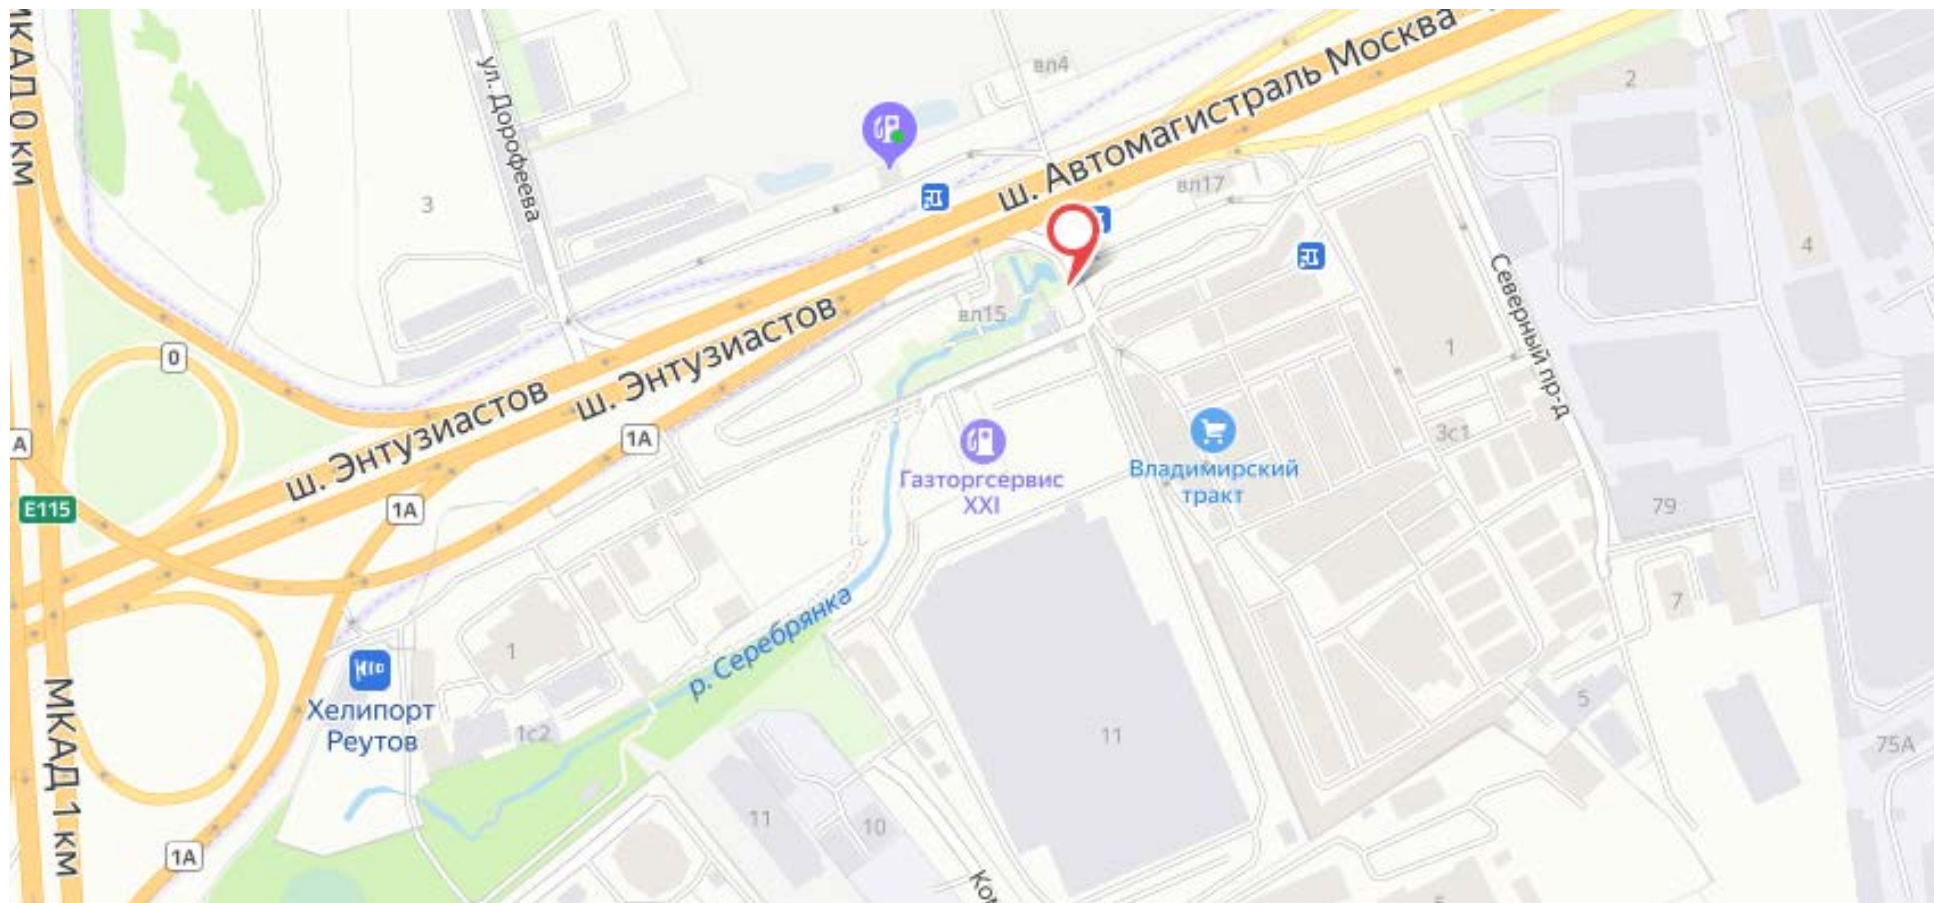 МКАД 0 км
ул. Дорофеева
вл4
ш. Автомагистраль Москва
2
3
вл17
4
0
вл15
1
Северный пр-д
ш. Энтузиастов
ш. Энтузиастов
1А
А
3с1
Газторгсервис
XXI
Владимирский
тракт
E115
1А
79
р. Серебрянка
7
1
Хелипорт
Реутов
1с2
5
11
75А
МКАД 1 км
11
10
1А